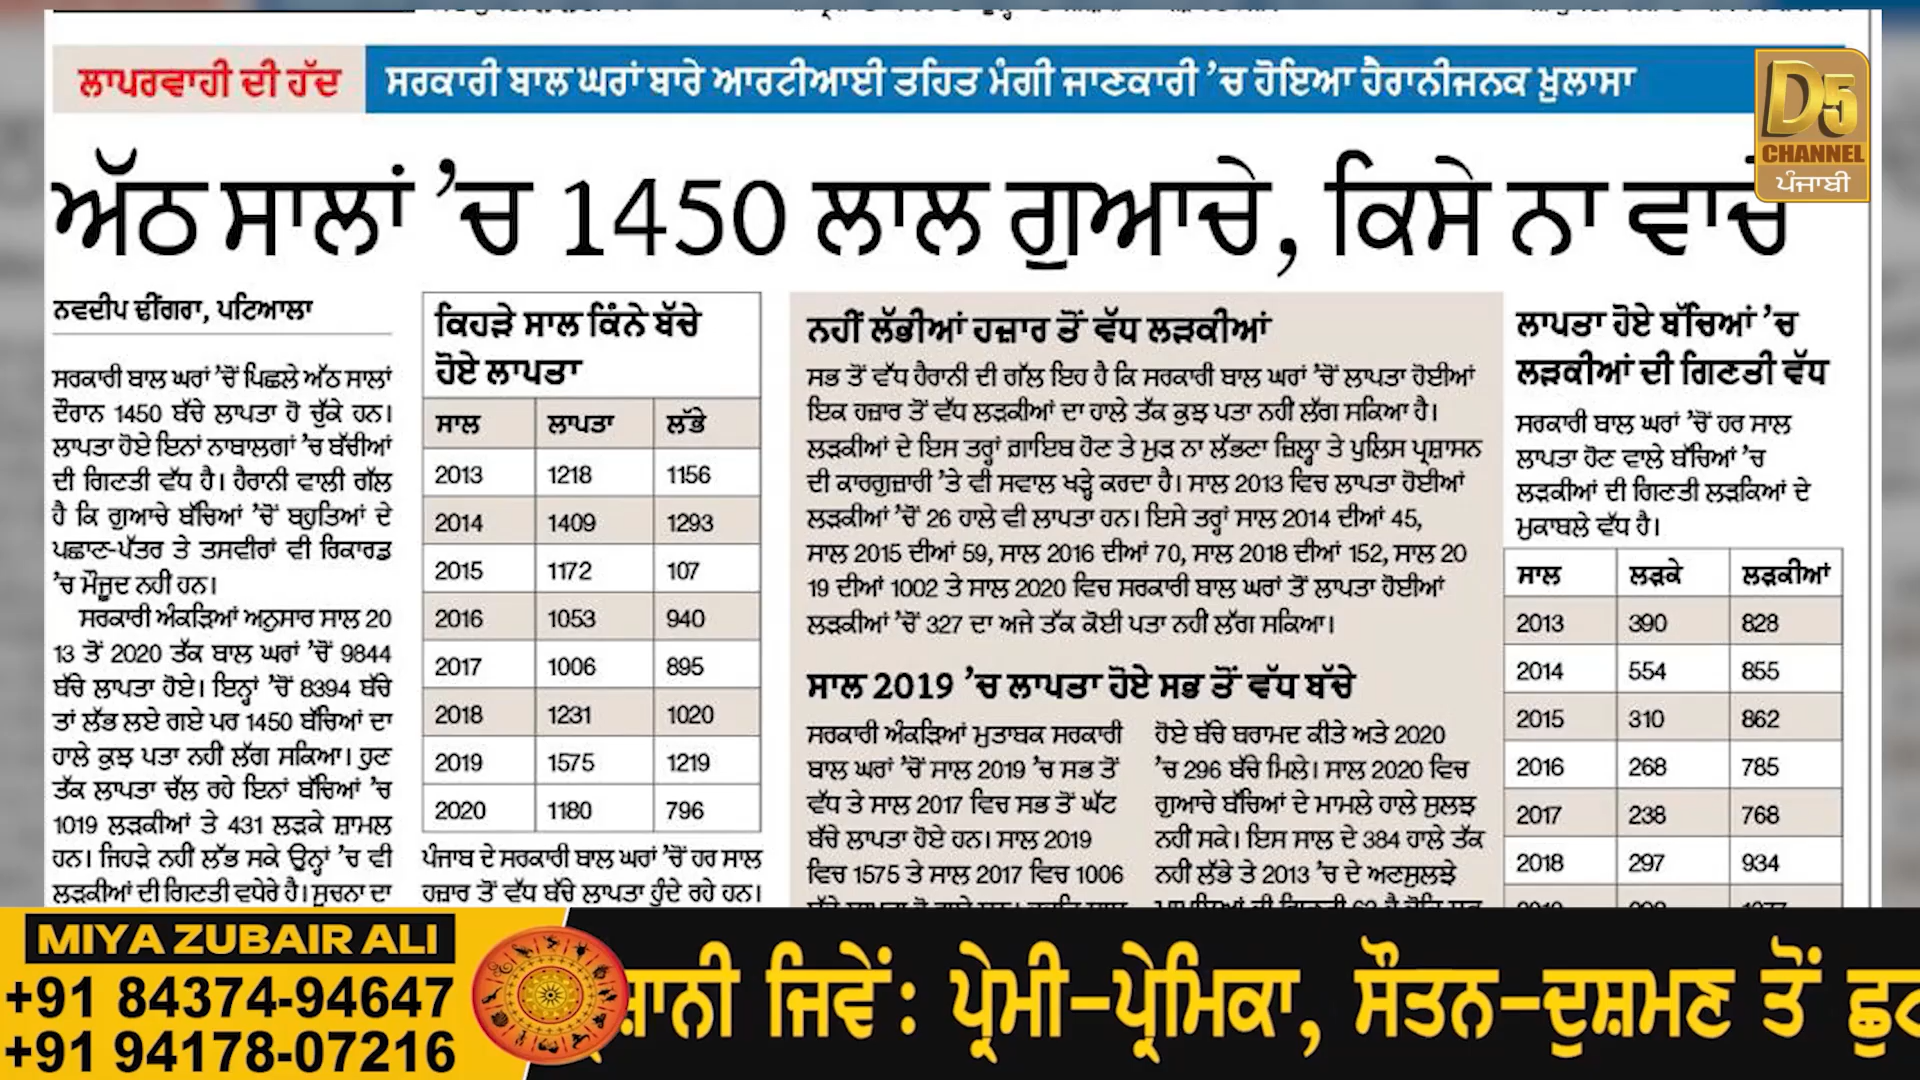 ਲਾਪਰਵਾਹੀ ਦੀ ਹੱਦ
ਸਰਕਾਰੀ ਬਾਲ ਘਰਾਂ ਬਾਰੇ ਆਰਟੀਆਈ ਤਹਿਤ ਮੰਗੀ ਜਾਣਕਾਰੀ ’ਚ ਹੋਇਆ ਹੈਰਾਨੀਜਨਕ ਖ਼ੁਲਾਸਾ
D5
CHANNEL
ਪੰਜਾਬੀ
ਅੱਠ ਸਾਲਾਂ ’ਚ 1450 ਲਾਲ ਗੁਆਚੇ, ਕਿਸੇ ਨਾ ਵਾਚੇ
ਨਵਦੀਪ ਢੀਂਗਰਾ, ਪਟਿਆਲਾ
ਸਰਕਾਰੀ ਬਾਲ ਘਰਾਂ ’ਚੋਂ ਪਿਛਲੇ ਅੱਠ ਸਾਲਾਂ
ਦੌਰਾਨ 1450 ਬੱਚੇ ਲਾਪਤਾ ਹੋ ਚੁੱਕੇ ਹਨ।
ਲਾਪਤਾ ਹੋਏ ਇਨਾਂ ਨਾਬਾਲਗਾਂ ’ਚ ਬੱਚੀਆਂ
ਦੀ ਗਿਣਤੀ ਵੱਧ ਹੈ। ਹੈਰਾਨੀ ਵਾਲੀ ਗੱਲ
ਹੈ ਕਿ ਗੁਆਚੇ ਬੱਚਿਆਂ ’ਚੋਂ ਬਹੁਤਿਆਂ ਦੇ
ਪਛਾਣ-ਪੱਤਰ ਤੇ ਤਸਵੀਰਾਂ ਵੀ ਰਿਕਾਰਡ
’ਚ ਮੌਜੂਦ ਨਹੀ ਹਨ।
ਸਰਕਾਰੀ ਅੰਕੜਿਆਂ ਅਨੁਸਾਰ ਸਾਲ 20
13 ਤੋਂ 2020 ਤੱਕ ਬਾਲ ਘਰਾਂ ’ਚੋਂ 9844
ਬੱਚੇ ਲਾਪਤਾ ਹੋਏ। ਇਨ੍ਹਾਂ ’ਚੋਂ 8394 ਬੱਚੇ
ਤਾਂ ਲੱਭ ਲਏ ਗਏ ਪਰ 1450 ਬੱਚਿਆਂ ਦਾ
ਹਾਲੇ ਕੁਝ ਪਤਾ ਨਹੀ ਲੱਗ ਸਕਿਆ। ਹੁਣ
ਤੱਕ ਲਾਪਤਾ ਚੱਲ ਰਹੇ ਇਨਾਂ ਬੱਚਿਆਂ ’ਚ
1019 ਲੜਕੀਆਂ ਤੇ 431 ਲੜਕੇ ਸ਼ਾਮਲ
ਹਨ। ਜਿਹੜੇ ਨਹੀ ਲੱਭ ਸਕੇ ਉਨ੍ਹਾਂ ’ਚ ਵੀ
ਲੜਕੀਆਂ ਦੀ ਗਿਣਤੀ ਵਧੇਰੇ ਹੈ। ਸੂਚਨਾ ਦਾ
ਕਿਹੜੇ ਸਾਲ ਕਿੰਨੇ ਬੱਚੇ
ਹੋਏ ਲਾਪਤਾ
ਸਾਲ ਲਾਪਤਾ ਲੱਭੇ
2013 1218 1156
2014 1409 1293
2015 1172 107
2016 1053 940
2017 1006 895
2018 1231 1020
2019 1575 1219
2020 1180 796
ਪੰਜਾਬ ਦੇ ਸਰਕਾਰੀ ਬਾਲ ਘਰਾਂ ’ਚੋਂ ਹਰ ਸਾਲ
ਹਜ਼ਾਰ ਤੋਂ ਵੱਧ ਬੱਚੇ ਲਾਪਤਾ ਹੁੰਦੇ ਰਹੇ ਹਨ।
ਨਹੀਂ ਲੱਭੀਆਂ ਹਜ਼ਾਰ ਤੋਂ ਵੱਧ ਲੜਕੀਆਂ
ਸਭ ਤੋਂ ਵੱਧ ਹੈਰਾਨੀ ਦੀ ਗੱਲ ਇਹ ਹੈ ਕਿ ਸਰਕਾਰੀ ਬਾਲ ਘਰਾਂ ’ਚੋਂ ਲਾਪਤਾ ਹੋਈਆਂ
ਇਕ ਹਜ਼ਾਰ ਤੋਂ ਵੱਧ ਲੜਕੀਆਂ ਦਾ ਹਾਲੇ ਤੱਕ ਕੁਝ ਪਤਾ ਨਹੀ ਲੱਗ ਸਕਿਆ ਹੈ।
ਲੜਕੀਆਂ ਦੇ ਇਸ ਤਰ੍ਹਾਂ ਗ਼ਾਇਬ ਹੋਣ ਤੇ ਮੁੜ ਨਾ ਲੱਭਣਾ ਜ਼ਿਲ੍ਹਾ ਤੇ ਪੁਲਿਸ ਪ੍ਰਸ਼ਾਸਨ
ਦੀ ਕਾਰਗੁਜ਼ਾਰੀ ’ਤੇ ਵੀ ਸਵਾਲ ਖੜ੍ਹੇ ਕਰਦਾ ਹੈ। ਸਾਲ 2013 ਵਿਚ ਲਾਪਤਾ ਹੋਈਆਂ
ਲੜਕੀਆਂ ’ਚੋਂ 26 ਹਾਲੇ ਵੀ ਲਾਪਤਾ ਹਨ। ਇਸੇ ਤਰ੍ਹਾਂ ਸਾਲ 2014 ਦੀਆਂ 45,
ਸਾਲ 2015 ਦੀਆਂ 59, ਸਾਲ 2016 ਦੀਆਂ 70, ਸਾਲ 2018 ਦੀਆਂ 152, ਸਾਲ 20
19 ਦੀਆਂ 1002 ਤੇ ਸਾਲ 2020 ਵਿਚ ਸਰਕਾਰੀ ਬਾਲ ਘਰਾਂ ਤੋਂ ਲਾਪਤਾ ਹੋਈਆਂ
ਲੜਕੀਆਂ ’ਚੋਂ 327 ਦਾ ਅਜੇ ਤੱਕ ਕੋਈ ਪਤਾ ਨਹੀ ਲੱਗ ਸਕਿਆ।
ਸਾਲ 2019 ’ਚ ਲਾਪਤਾ ਹੋਏ ਸਭ ਤੋਂ ਵੱਧ ਬੱਚੇ
ਸਰਕਾਰੀ ਅੰਕੜਿਆਂ ਮੁਤਾਬਕ ਸਰਕਾਰੀ
ਬਾਲ ਘਰਾਂ ’ਚੋਂ ਸਾਲ 2019 ’ਚ ਸਭ ਤੋਂ
ਵੱਧ ਤੇ ਸਾਲ 2017 ਵਿਚ ਸਭ ਤੋਂ ਘੱਟ
ਬੱਚੇ ਲਾਪਤਾ ਹੋਏ ਹਨ। ਸਾਲ 2019
ਵਿਚ 1575 ਤੇ ਸਾਲ 2017 ਵਿਚ 1006
ਹੋਏ ਬੱਚੇ ਬਰਾਮਦ ਕੀਤੇ ਅਤੇ 2020
’ਚ 296 ਬੱਚੇ ਮਿਲੇ। ਸਾਲ 2020 ਵਿਚ
ਗੁਆਚੇ ਬੱਚਿਆਂ ਦੇ ਮਾਮਲੇ ਹਾਲੇ ਸੁਲਝ
ਨਹੀਂ ਸਕੇ। ਇਸ ਸਾਲ ਦੇ 384 ਹਾਲੇ ਤੱਕ
ਨਹੀ ਲੱਭੇ ਤੇ 2013 ’ਚ ਦੇ ਅਣਸੁਲਝੇ
ਲਾਪਤਾ ਹੋਏ ਬੱਚਿਆਂ ’ਚ
ਲੜਕੀਆਂ ਦੀ ਗਿਣਤੀ ਵੱਧ
ਸਰਕਾਰੀ ਬਾਲ ਘਰਾਂ ’ਚੋਂ ਹਰ ਸਾਲ
ਲਾਪਤਾ ਹੋਣ ਵਾਲੇ ਬੱਚਿਆਂ ’ਚ
ਲੜਕੀਆਂ ਦੀ ਗਿਣਤੀ ਲੜਕਿਆਂ ਦੇ
ਮੁਕਾਬਲੇ ਵੱਧ ਹੈ।
ਸਾਲ ਲੜਕੇ ਲੜਕੀਆਂ
2013 390 828
2014 554 855
2015 310 862
2016 268 785
2017 238 768
2018 297 934
MIYA ZUBAIR ALI
+91 84374-94647
+91 94178-07216
ਜਿਵੇਂ: ਪ੍ਰੇਮੀ-ਪ੍ਰੇਮਿਕਾ, ਸੌਤਨ-ਦੁਸ਼ਮਣ ਤੋਂ